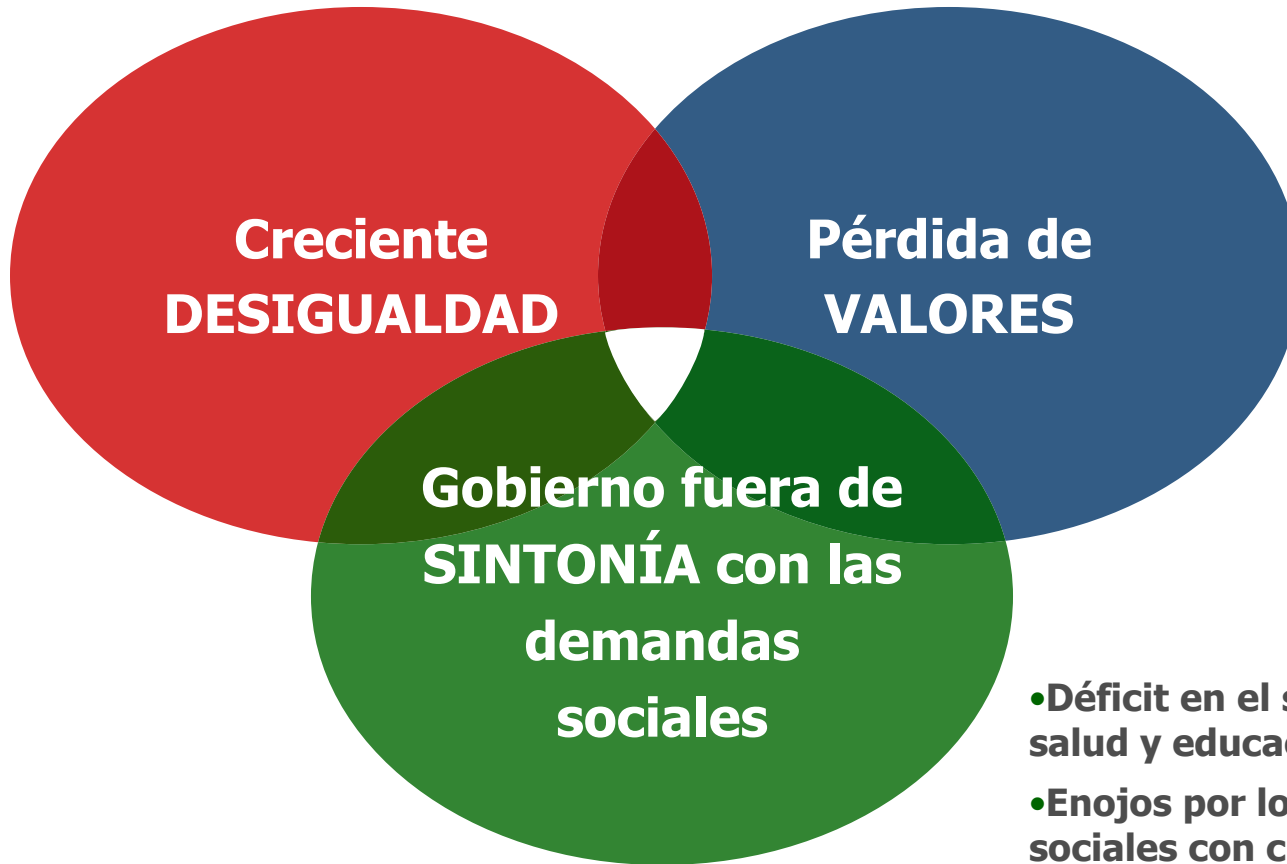 Creciente
DESIGUALDAD
Pérdida de
VALORES
Gobierno fuera de
SINTONÍA con las
demandas
sociales
•Déficit en el
salud y
•Enojos por
sociales con